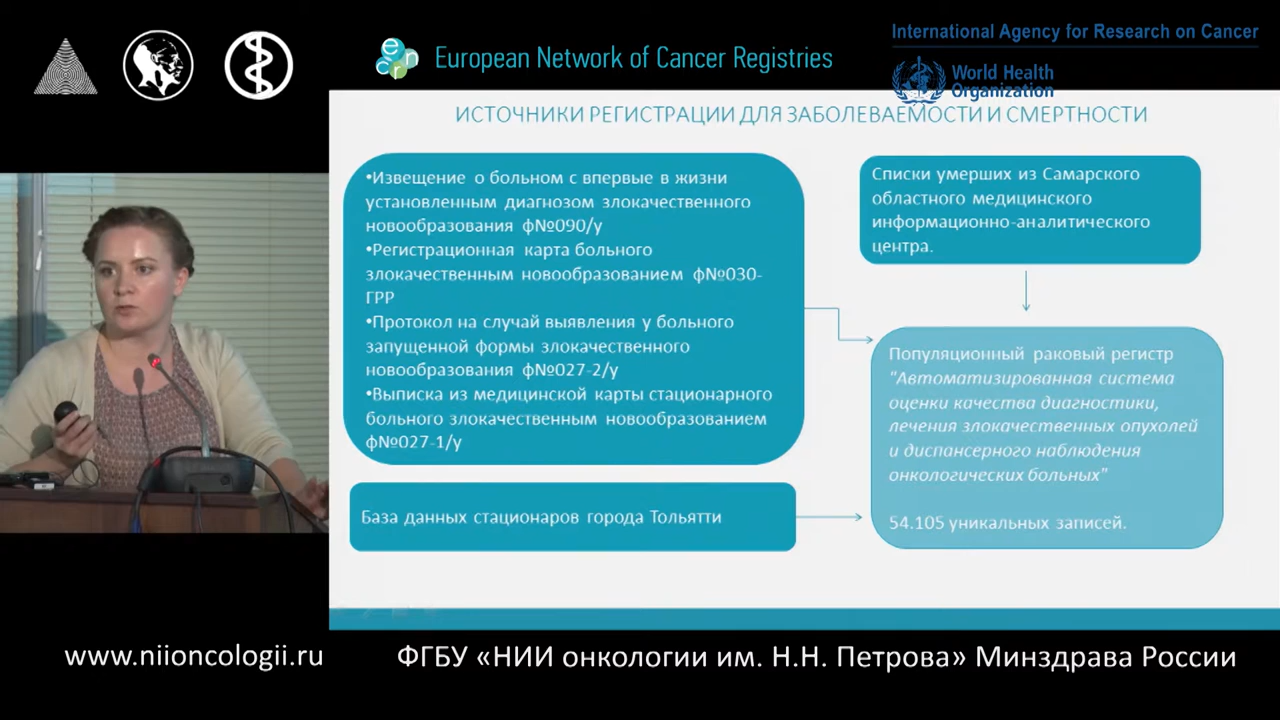 European Network of Cancer Registries
International Agency for Research on Cancer
World Health
Organization
ИСТОЧНИКИ РЕГИСТРАЦИИ ДЛЯ ЗАБОЛЕВАЕМОСТИ И СМЕРТНОСТИ
•Извещение о больном с впервые в жизни
установленным диагнозом злокачественного
новообразования ф№090/у
•Регистрационная карта больного
злокачественным новообразованием ф№030-
ГРР
•Протокол на случай выявления у больного
запущенной формы злокачественного
новообразования ф№027-2/у
•Выписка из медицинской карты стационарного
больного злокачественным новообразованием
ф№027-1/у
База данных стационаров города Тольятти
Списки умерших из Самарского
областного медицинского
информационно-аналитического
центра.
Популяционный раковый регистр
"Автоматизированная система
оценки качества диагностики,
лечения злокачественных опухолей
и диспансерного наблюдения
онкологических больных"
54.105 уникальных записей.
www.niioncologii.ru
ФГБУ «НИИ онкологии им. Н.Н. Петрова» Минздрава России